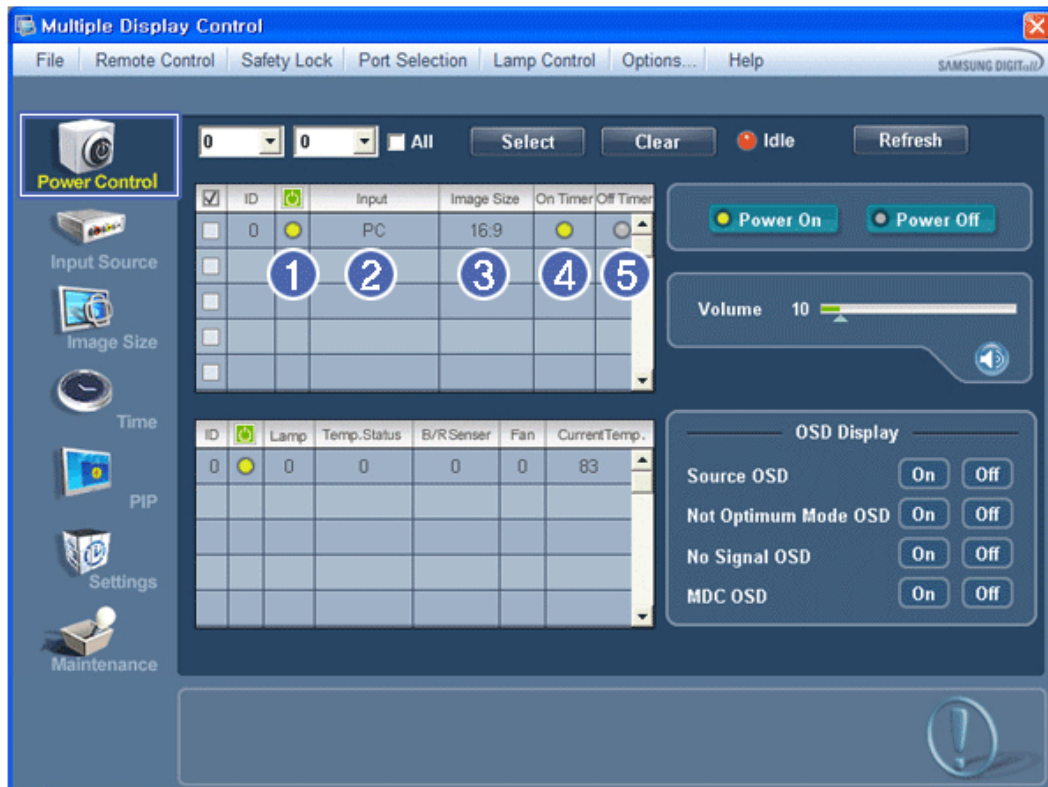 Multiple Display Control
File Remote Control Safety Lock Port Selection Lamp Control Options... Help SAMSUNG DIGITall
0 0 All Select Clear Idle Refresh
Power Control
Input Source
Image Size
Time
PIP
Settings
Maintenance
ID Input Image Size On Timer Off Timer
0 PC 16:9
1 2 3 4 5
Power On Power Off
Volume 10
ID Lamp Temp.Status B/RSenser Fan CurrentTemp.
0 0 0 0 0 83
OSD Display
Source OSD On Off
Not Optimum Mode OSD On Off
No Signal OSD On Off
MDC OSD On Off